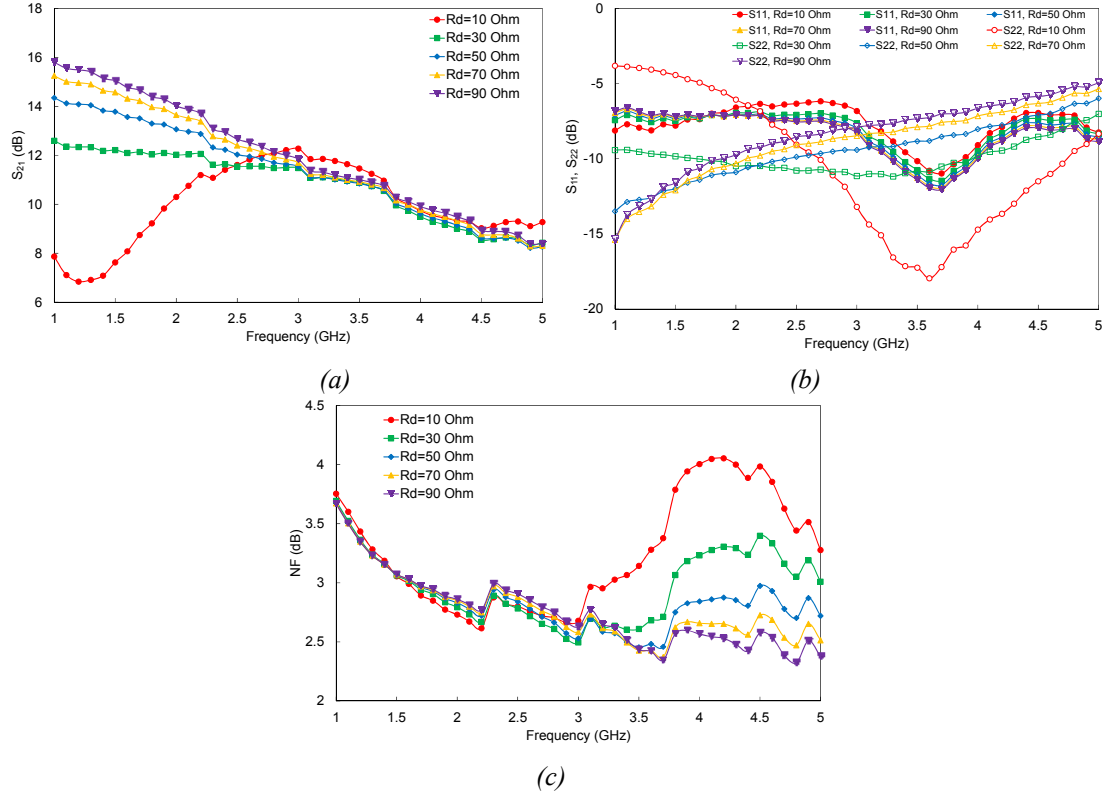 18
16
14
12
10
8
6
S21 (dB)
Rd=10 Ohm
Rd=30 Ohm
Rd=50 Ohm
Rd=70 Ohm
Rd=90 Ohm
1 1.5 2 2.5 3 3.5 4 4.5 5
Frequency (GHz)
(a)
0
-5
-10
-15
-20
S11, S22 (dB)
S11, Rd=10 Ohm S11, Rd=30 Ohm S11, Rd=50 Ohm
S11, Rd=70 Ohm S11, Rd=90 Ohm S22, Rd=10 Ohm
S22, Rd=30 Ohm S22, Rd=50 Ohm S22, Rd=70 Ohm
S22, Rd=90 Ohm
1 1.5 2 2.5 3 3.5 4 4.5 5
Frequency (GHz)
(b)
4.5
4
3.5
3
2.5
2
NF (dB)
Rd=10 Ohm
Rd=30 Ohm
Rd=50 Ohm
Rd=70 Ohm
Rd=90 Ohm
1 1.5 2 2.5 3 3.5 4 4.5 5
Frequency (GHz)
(c)